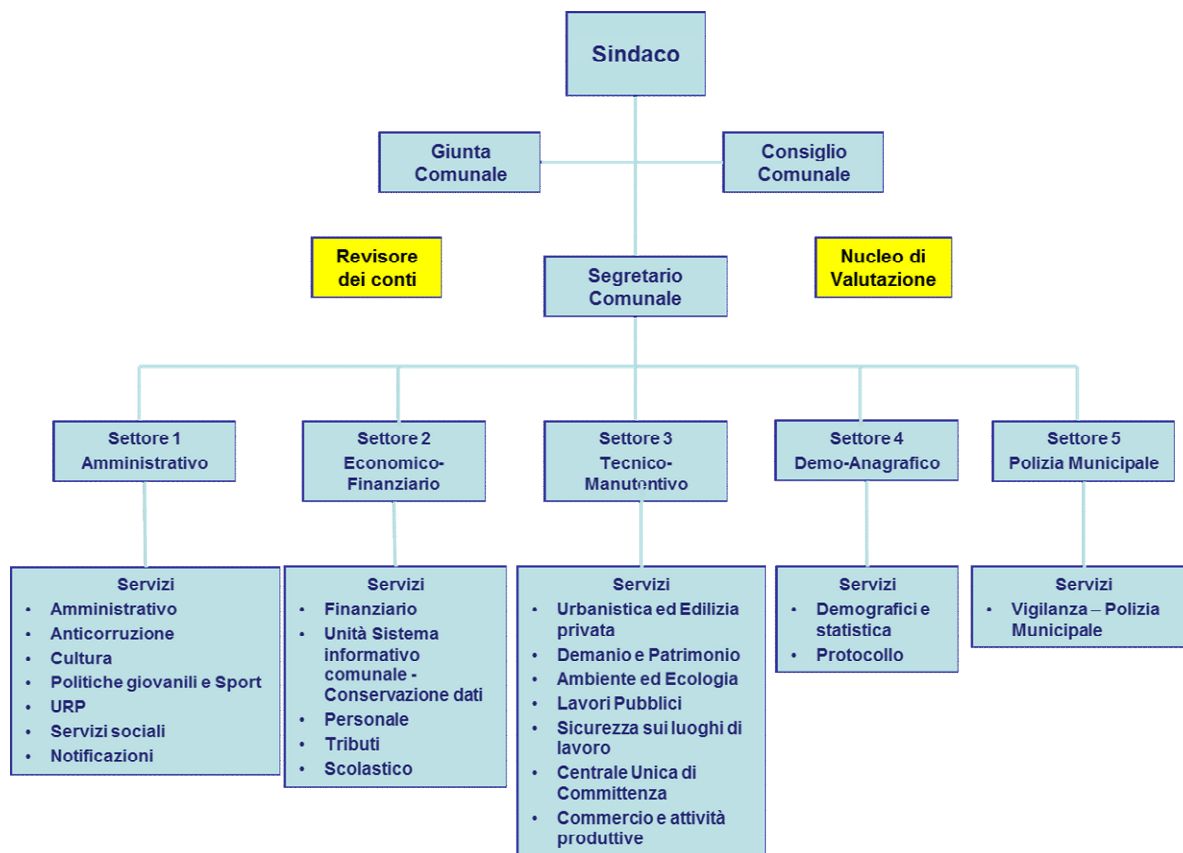 Sindaco
Giunta
Comunale
Consiglio
Comunale
Revisore
dei conti
Segretario
Comunale
Nucleo di
Valutazione
Settore 1
Amministrativo
Settore 2
Economico-
Finanziario
Settore 3
Tecnico-
Manutentivo
Settore 4
Demo-Anagrafico
Settore 5
Polizia Municipale
Servizi
• Amministrativo
• Anticorruzione
• Cultura
• Politiche giovanili e Sport
• URP
• Servizi sociali
• Notificazioni
Servizi
• Finanziario
• Unità Sistema
informativo
comunale -
Conservazione dati
• Personale
• Tributi
• Scolastico
Servizi
• Urbanistica ed Edilizia
privata
• Demanio e Patrimonio
• Ambiente ed Ecologia
• Lavori Pubblici
• Sicurezza sui luoghi di
lavoro
• Centrale Unica di
Committenza
• Commercio e attività
produttive
Servizi
• Demografici e
statistica
• Protocollo
Servizi
• Vigilanza – Polizia
Municipale